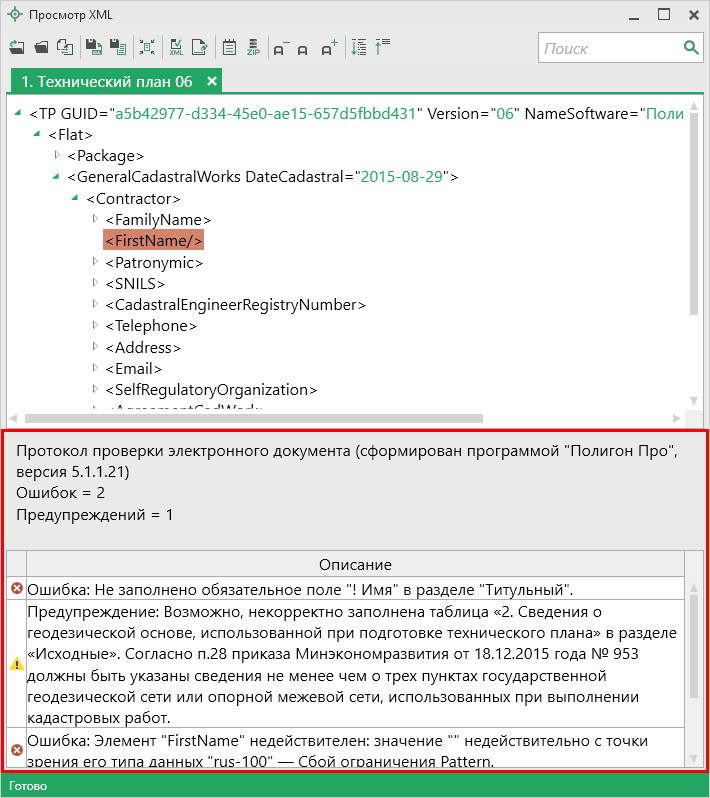 Просмотр XML
XML
ZIP
Поиск
1. Технический план 06
<TP GUID="a5b42977-d334-45e0-ae15-657d5fbbd431" Version="06" NameSoftware="Поли
<Flat>
<Package>
<GeneralCadastralWorks DateCadastral="2015-08-29">
<Contractor>
<FamilyName>
<FirstName/>
<Patronymic>
<SNILS>
<CadastralEngineerRegistryNumber>
<Telephone>
<Address>
<Email>
<SelfRegulatoryOrganization>
<AgreementCadWork>
Протокол проверки электронного документа (сформирован программой "Полигон Про",
версия 5.1.1.21)
Ошибок = 2
Предупреждений = 1
Описание
Ошибка: Не заполнено обязательное поле "! Имя" в разделе "Титульный".
Предупреждение: Возможно, некорректно заполнена таблица «2. Сведения о
геодезической основе, использованной при подготовке технического плана» в разделе
«Исходные». Согласно п.28 приказа Минэкономразвития от 18.12.2015 года № 953
должны быть указаны сведения не менее чем о трех пунктах государственной
геодезической сети или опорной межевой сети, использованных при выполнении
кадастровых работ.
Ошибка: Элемент "FirstName" недействителен: значение "" недействительно с точки
зрения его типа данных "rus-100" — Сбой ограничения Pattern.
Готово